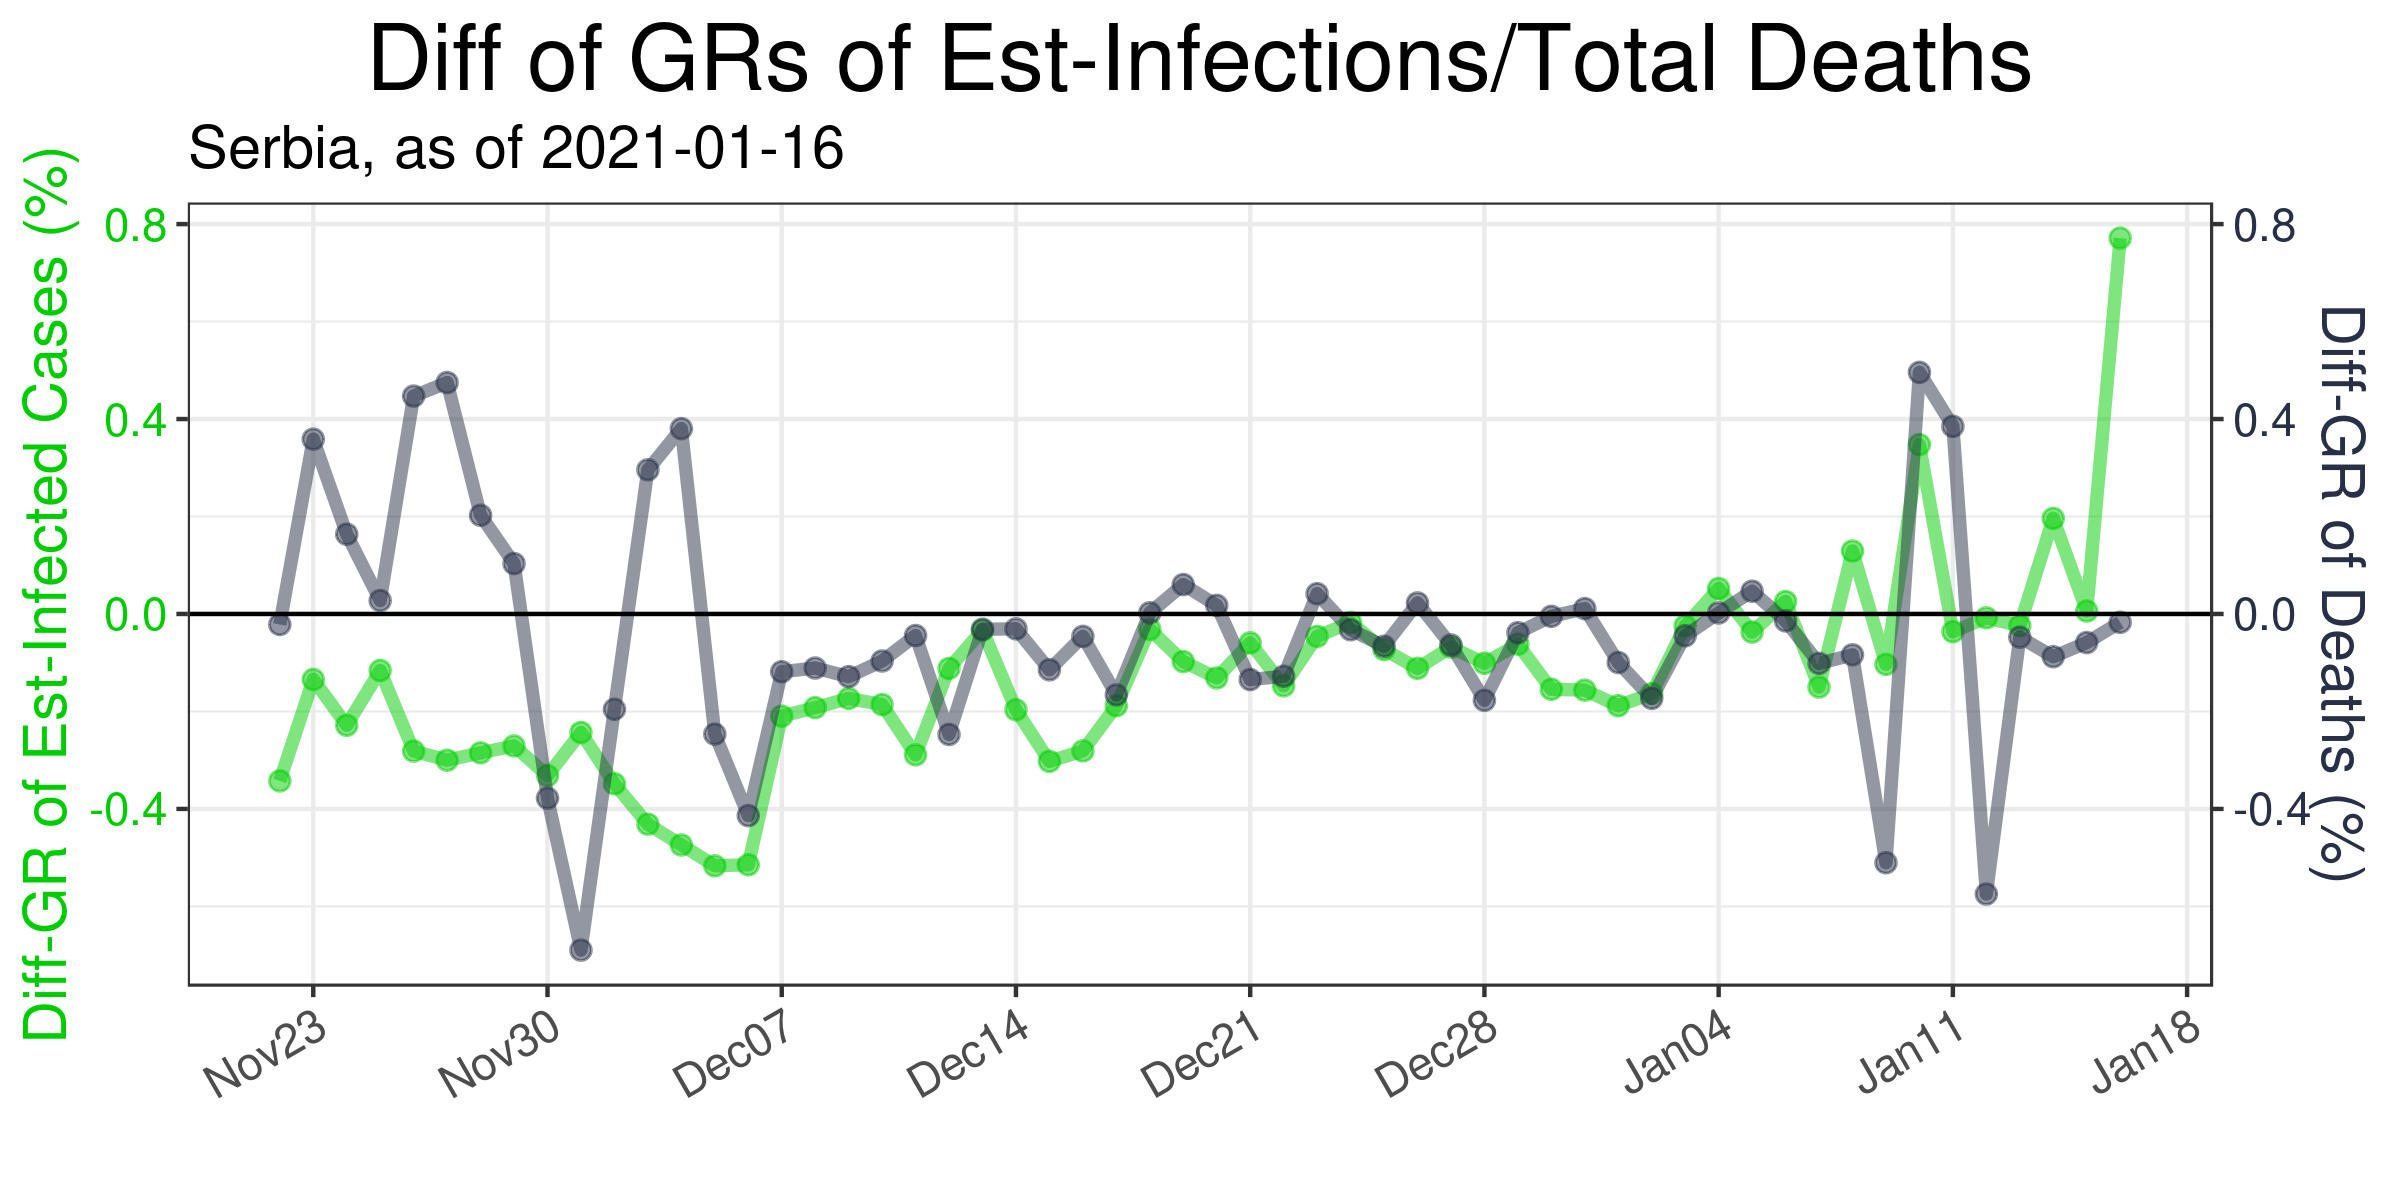 Diff of GRs of Est-Infections/Total Deaths
Serbia, as of 2021-01-16
Diff-GR of Est-Infected Cases (%)
0.8
0.4
0.0
-0.4
0.8
0.4
0.0
-0.4
Diff-GR of Deaths (%)
Nov23
Nov30
Dec07
Dec14
Dec21
Dec28
Jan04
Jan11
Jan18